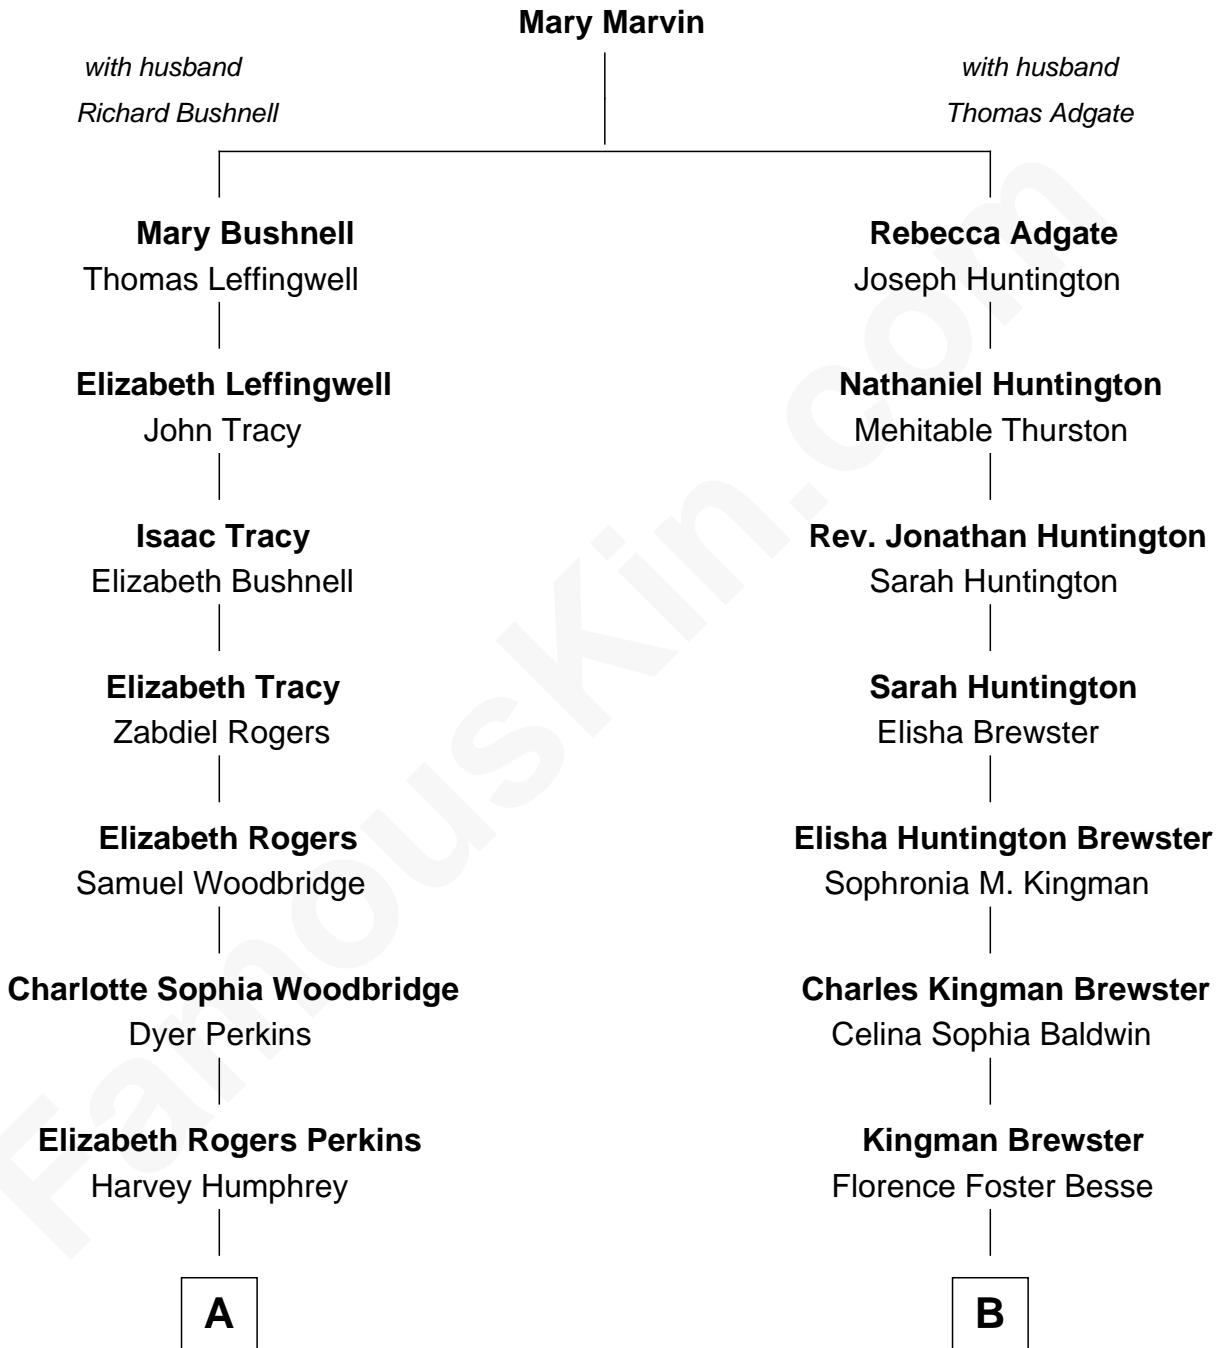 Mary Marvin
with husband
Richard Bushnell
with husband
Thomas Adgate
Mary Bushnell
Thomas Leffingwell
Rebecca Adgate
Joseph Huntington
Elizabeth Leffingwell
John Tracy
Nathaniel Huntington
Mehitable Thurston
Isaac Tracy
Elizabeth Bushnell
Rev. Jonathan Huntington
Sarah Huntington
Elizabeth Tracy
Zabdiel Rogers
Sarah Huntington
Elisha Brewster
Elizabeth Rogers
Samuel Woodbridge
Elisha Huntington Brewster
Sophronia M. Kingman
Charlotte Sophia Woodbridge
Dyer Perkins
Charles Kingman Brewster
Celina Sophia Baldwin
Elizabeth Rogers Perkins
Harvey Humphrey
Kingman Brewster
Florence Foster Besse
A
B
FamousKin.com